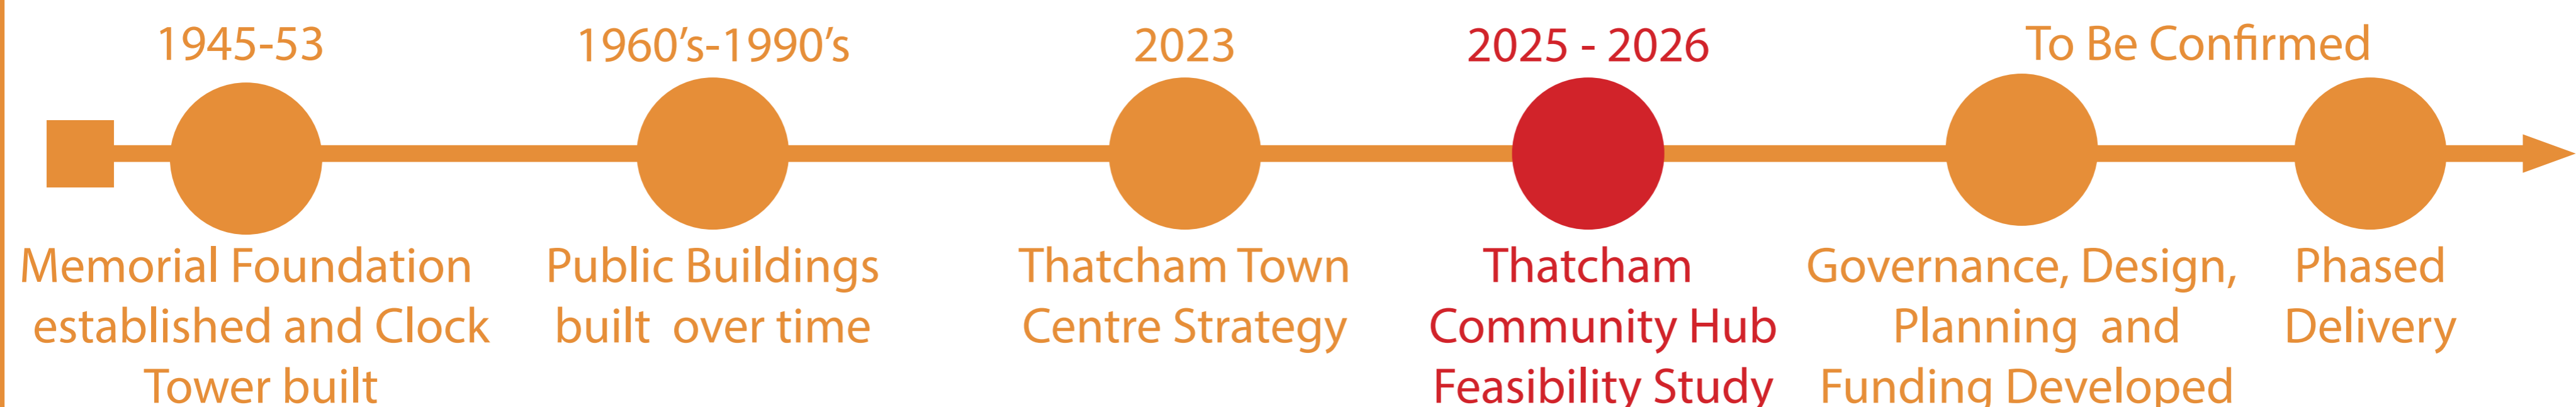 1945-53
Memorial Foundation
established and Clock
Tower built
1960’s-1990’s
Public Buildings
built over time
2023
Thatcham Town
Centre Strategy
2025 - 2026
Thatcham
Community Hub
Feasibility Study
To Be Confirmed
Governance, Design,
Planning and
Funding Developed
Phased
Delivery